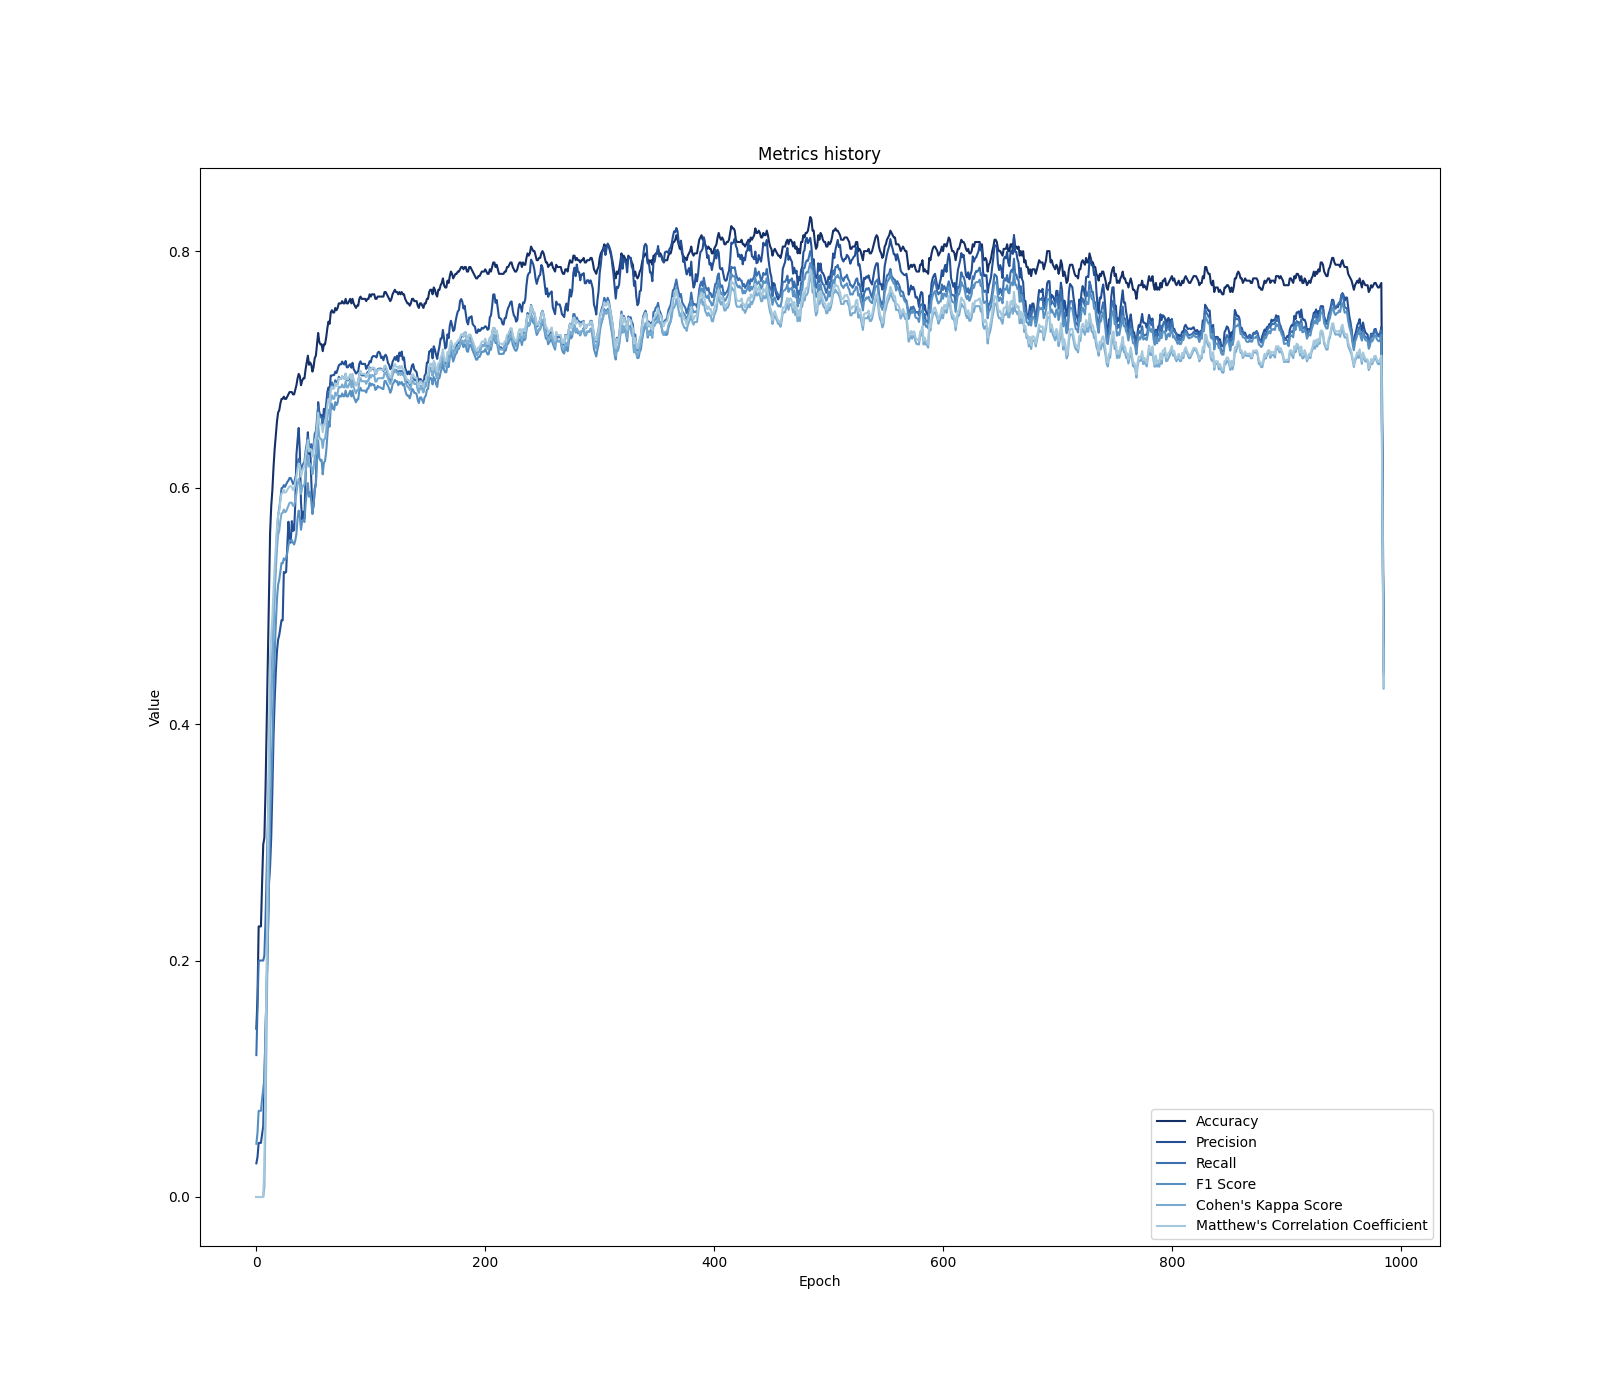 Metrics history
0.8
0.6
0.4
0.2
0.0
Value
0
200
400
600
800
1000
Epoch
Accuracy
Precision
Recall
F1 Score
Cohen's Kappa Score
Matthew's Correlation Coefficient